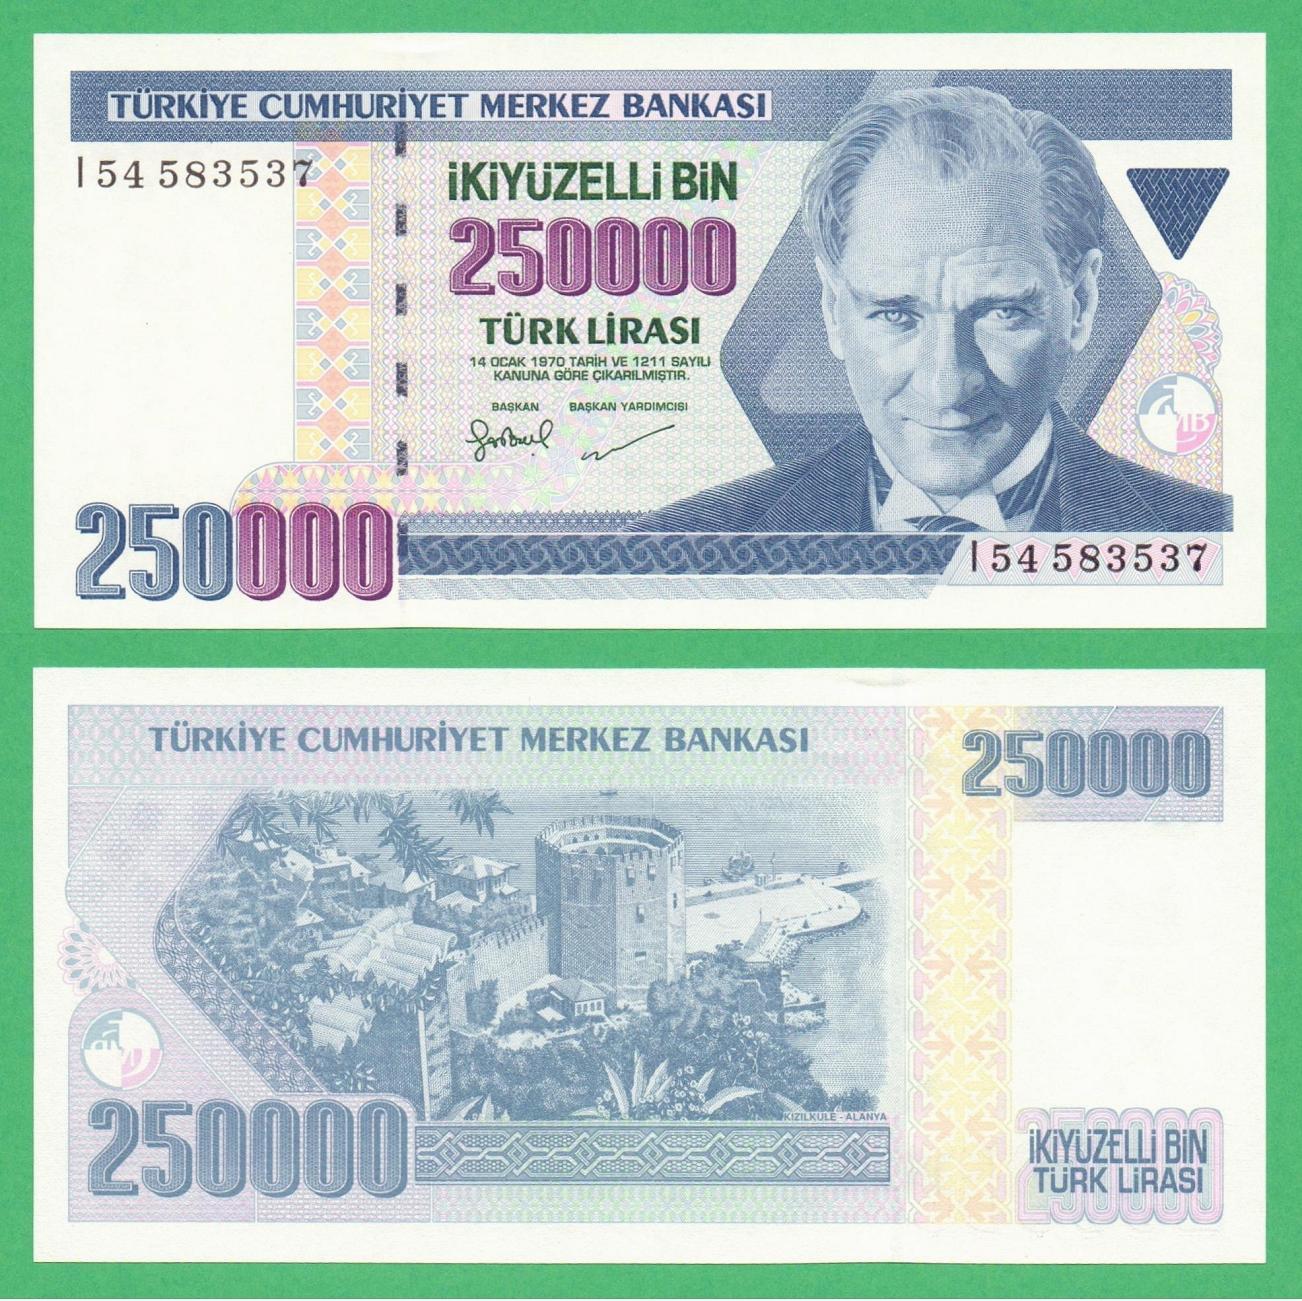 TÜRKİYE CUMHURİYET MERKEZ BANKASI
I54 583537
İKİYÜZELLİ BİN
250000
TÜRK LİRASI
14 OCAK 1970 TARİH VE 1211 SAYILI
KANUNA GÖRE ÇIKARILMIŞTIR.
BAŞKAN BAŞKAN YARDIMCISI
250000
I54 583537
TÜRKİYE CUMHURİYET MERKEZ BANKASI
250000
KIZILKULE - ALANYA
250000
İKİYÜZELLİ BİN
TÜRK LİRASI
250000